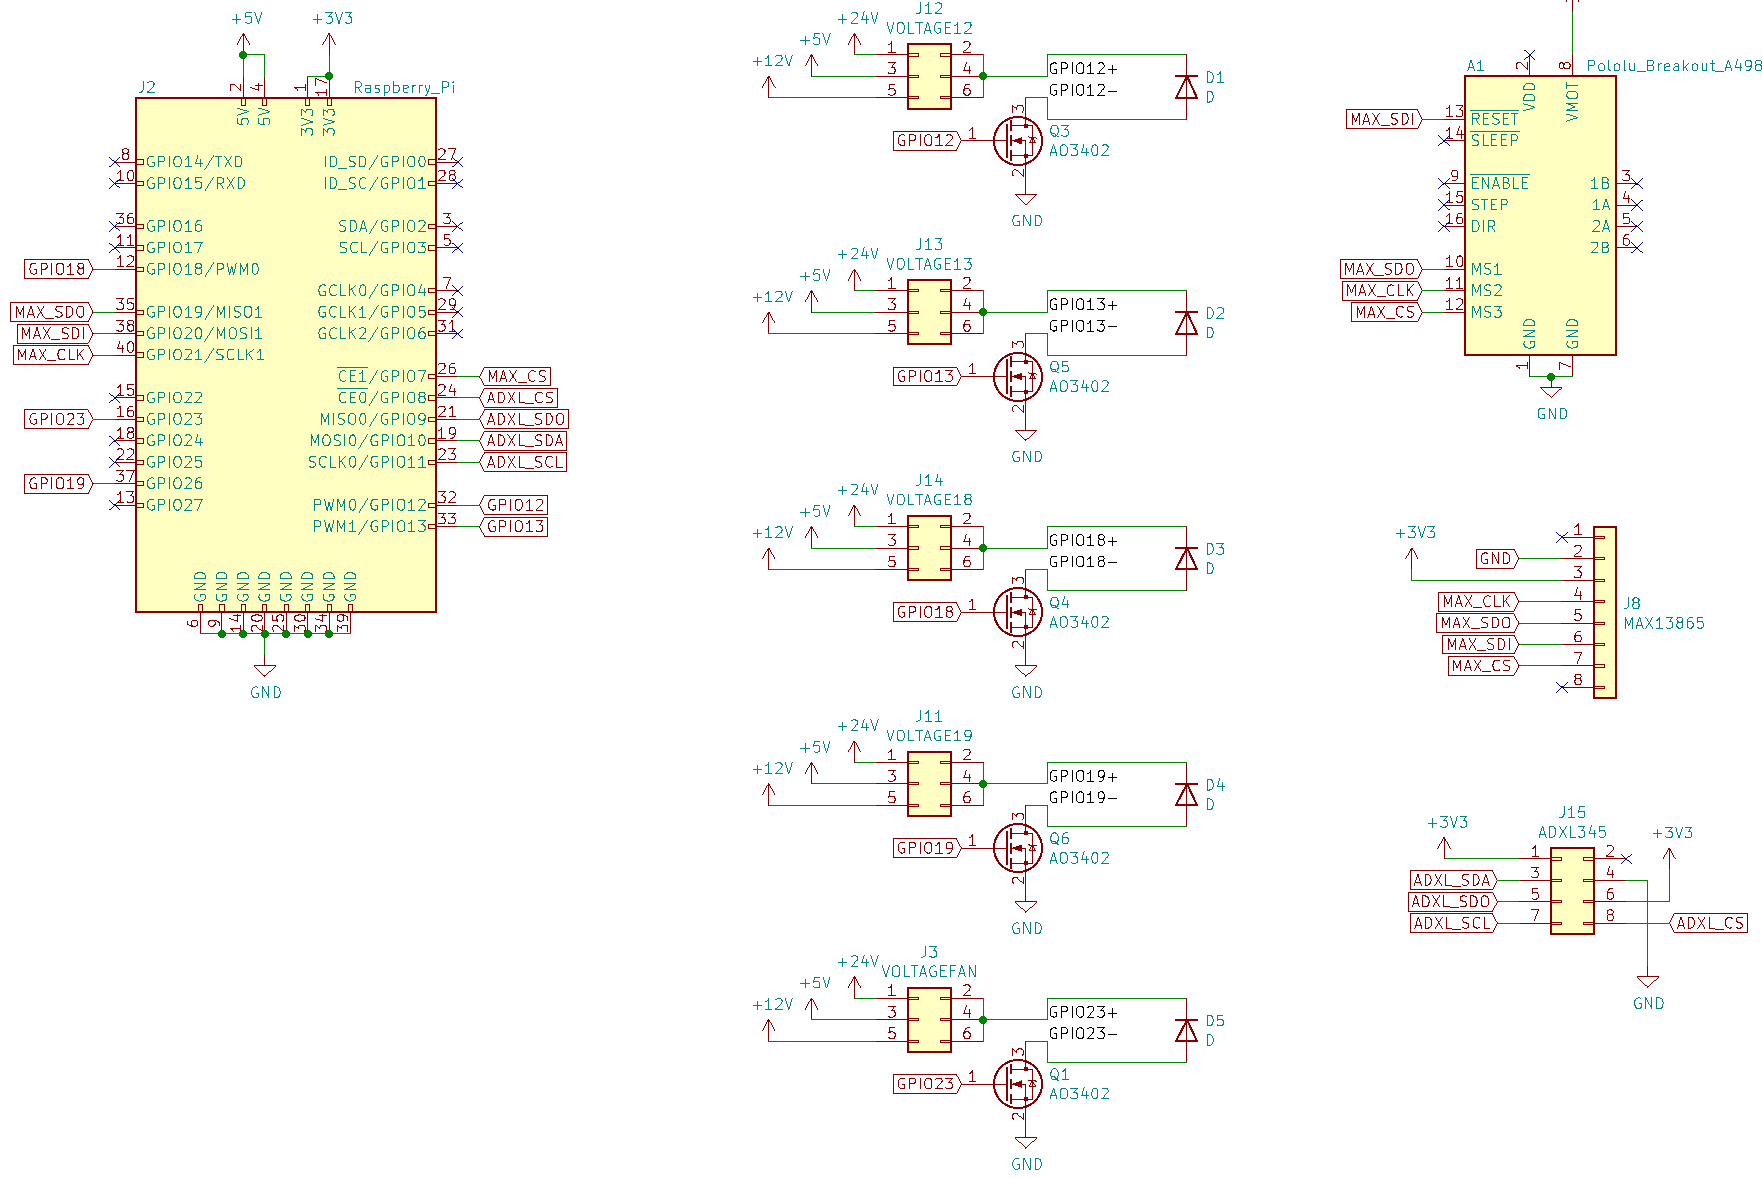 +5V
+3V3
J2
Raspberry_Pi
2
4
1
17
5V
5V
3V3
3V3
8
GPIO14/TXD
10
GPIO15/RXD
36
GPIO16
11
GPIO17
GPIO18
12
GPIO18/PWM0
MAX_SDO
35
GPIO19/MISO1
MAX_SDI
38
GPIO20/MOSI1
MAX_CLK
40
GPIO21/SCLK1
15
GPIO22
GPIO23
16
GPIO23
18
GPIO24
22
GPIO25
GPIO19
37
GPIO26
13
GPIO27
ID_SD/GPIO0
27
ID_SC/GPIO1
28
SDA/GPIO2
3
SCL/GPIO3
5
GCLK0/GPIO4
7
GCLK1/GPIO5
29
GCLK2/GPIO6
31
CE1/GPIO7
26
MAX_CS
CE0/GPIO8
24
ADXL_CS
MISO0/GPIO9
21
ADXL_SDO
MOSI0/GPIO10
19
ADXL_SDA
SCLK0/GPIO11
23
ADXL_SCL
PWM0/GPIO12
32
GPIO12
PWM1/GPIO13
33
GPIO13
GND
GND
GND
GND
GND
GND
GND
GND
6
9
14
20
25
30
34
39
GND
J12
VOLTAGE12
+24V
+5V
+12V
1
2
3
4
5
6
GPIO12+
GPIO12-
D1
D
GPIO12
1
3
2
Q3
AO3402
GND
J13
VOLTAGE13
+24V
+5V
+12V
1
2
3
4
5
6
GPIO13+
GPIO13-
D2
D
GPIO13
1
3
2
Q5
AO3402
GND
J14
VOLTAGE18
+24V
+5V
+12V
1
2
3
4
5
6
GPIO18+
GPIO18-
D3
D
GPIO18
1
3
2
Q4
AO3402
GND
J11
VOLTAGE19
+24V
+5V
+12V
1
2
3
4
5
6
GPIO19+
GPIO19-
D4
D
GPIO19
1
3
2
Q6
AO3402
GND
J3
VOLTAGEFAN
+24V
+5V
+12V
1
2
3
4
5
6
GPIO23+
GPIO23-
D5
D
GPIO23
1
3
2
Q1
AO3402
GND
A1
Pololu_Breakout_A498
2
8
VDD
VMOT
MAX_SDI
13
RESET
14
SLEEP
9
ENABLE
15
STEP
16
DIR
MAX_SDO
10
MS1
MAX_CLK
11
MS2
MAX_CS
12
MS3
1B
3
1A
4
2A
5
2B
6
GND
GND
1
7
GND
+3V3
1
GND
2
3
MAX_CLK
4
MAX_SDO
5
MAX_SDI
6
MAX_CS
7
8
J8
MAX13865
J15
ADXL345
+3V3
+3V3
1
2
ADXL_SDA
3
4
ADXL_SDO
5
6
ADXL_SCL
7
8
ADXL_CS
GND